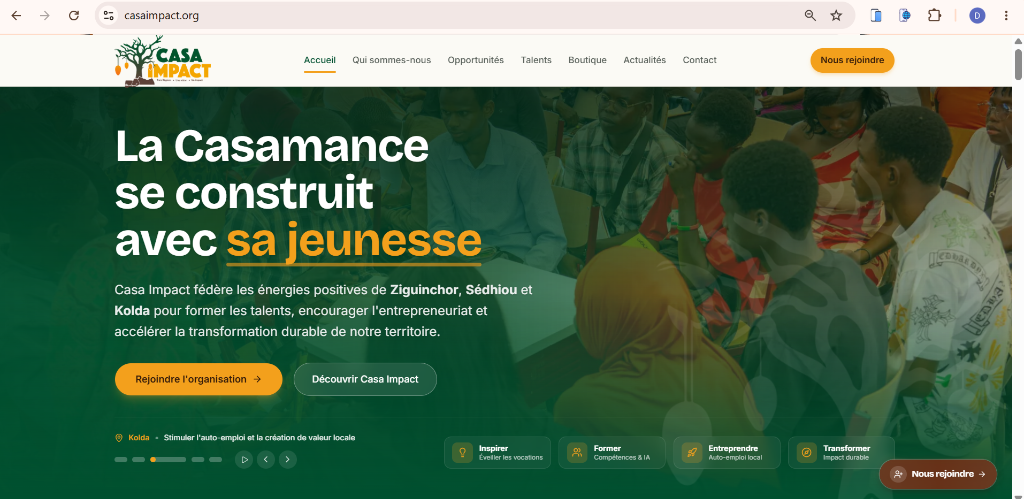 casaimpact.org
D
CASA
IMPACT
Accueil
Qui sommes-nous
Opportunités
Talents
Boutique
Actualités
Contact
Nous rejoindre
La Casamance
se construit
avec sa jeunesse
Casa Impact fédère les énergies positives de Ziguinchor, Sédhiou et
Kolda pour former les talents, encourager l'entrepreneuriat et
accélérer la transformation durable de notre territoire.
Rejoindre l'organisation →
Découvrir Casa Impact
Kolda - Stimuler l'auto-emploi et la création de valeur locale
Inspirer
Éveiller les vocations
Former
Compétences & IA
Entreprendre
Auto-emploi local
Transformer
Impact durable
Nous rejoindre →